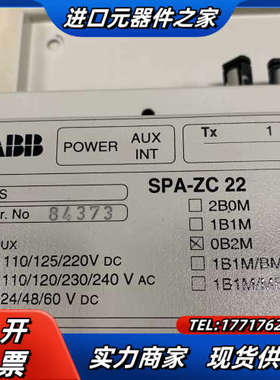 进口元器件之家
ABB
POWER
AUX
INT
Tx
1
S
SPA-ZC 22
r. No 84373
2B0M
1B1M
UX
0B2M
110/125/220V DC
1B1M/BM
110/120/230/240 V AC
24/48/60 V DC
开
票
TEL:1771762
实力商家 现货供